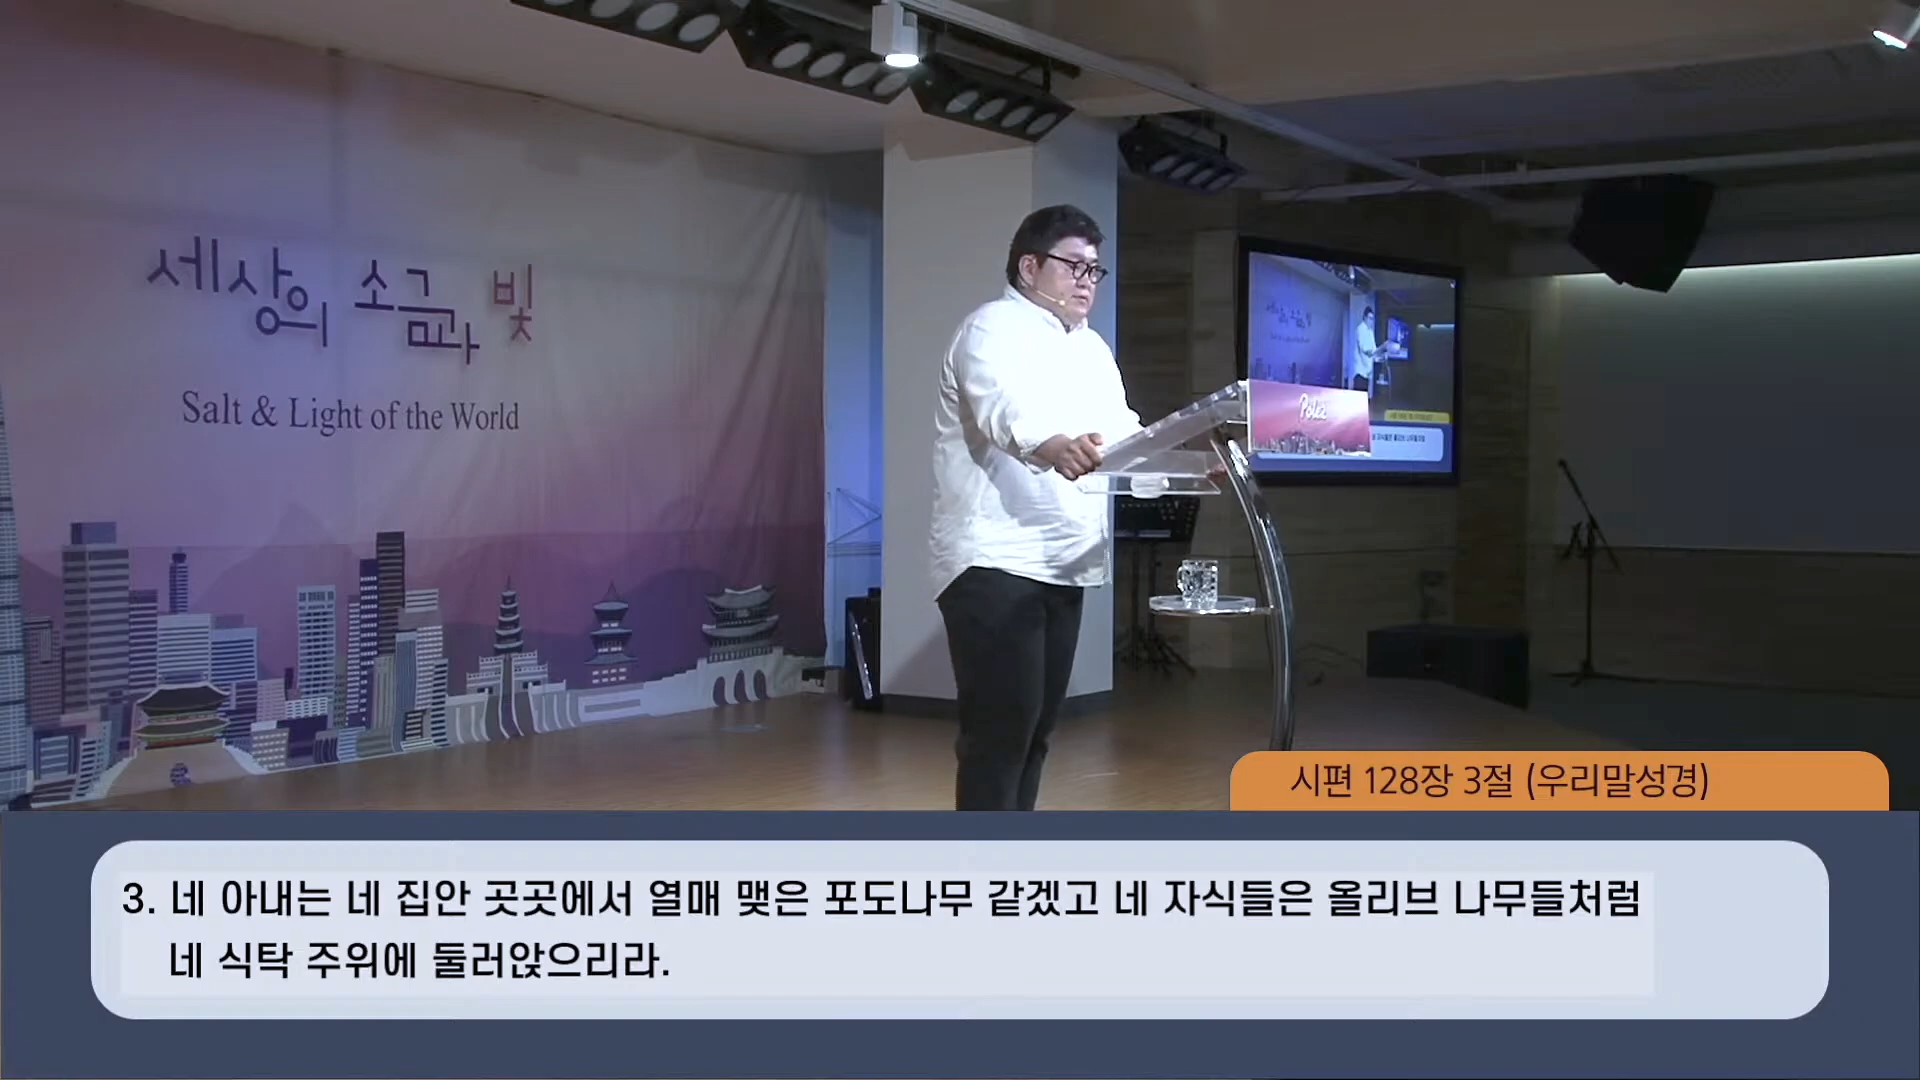 세상의 소금과 빛
Salt & Light of the World
시편 128장 3절 (우리말성경)
3. 네 아내는 네 집안 곳곳에서 열매 맺은 포도나무 같겠고 네 자식들은 올리브 나무들처럼
네 식탁 주위에 둘러앉으리라.